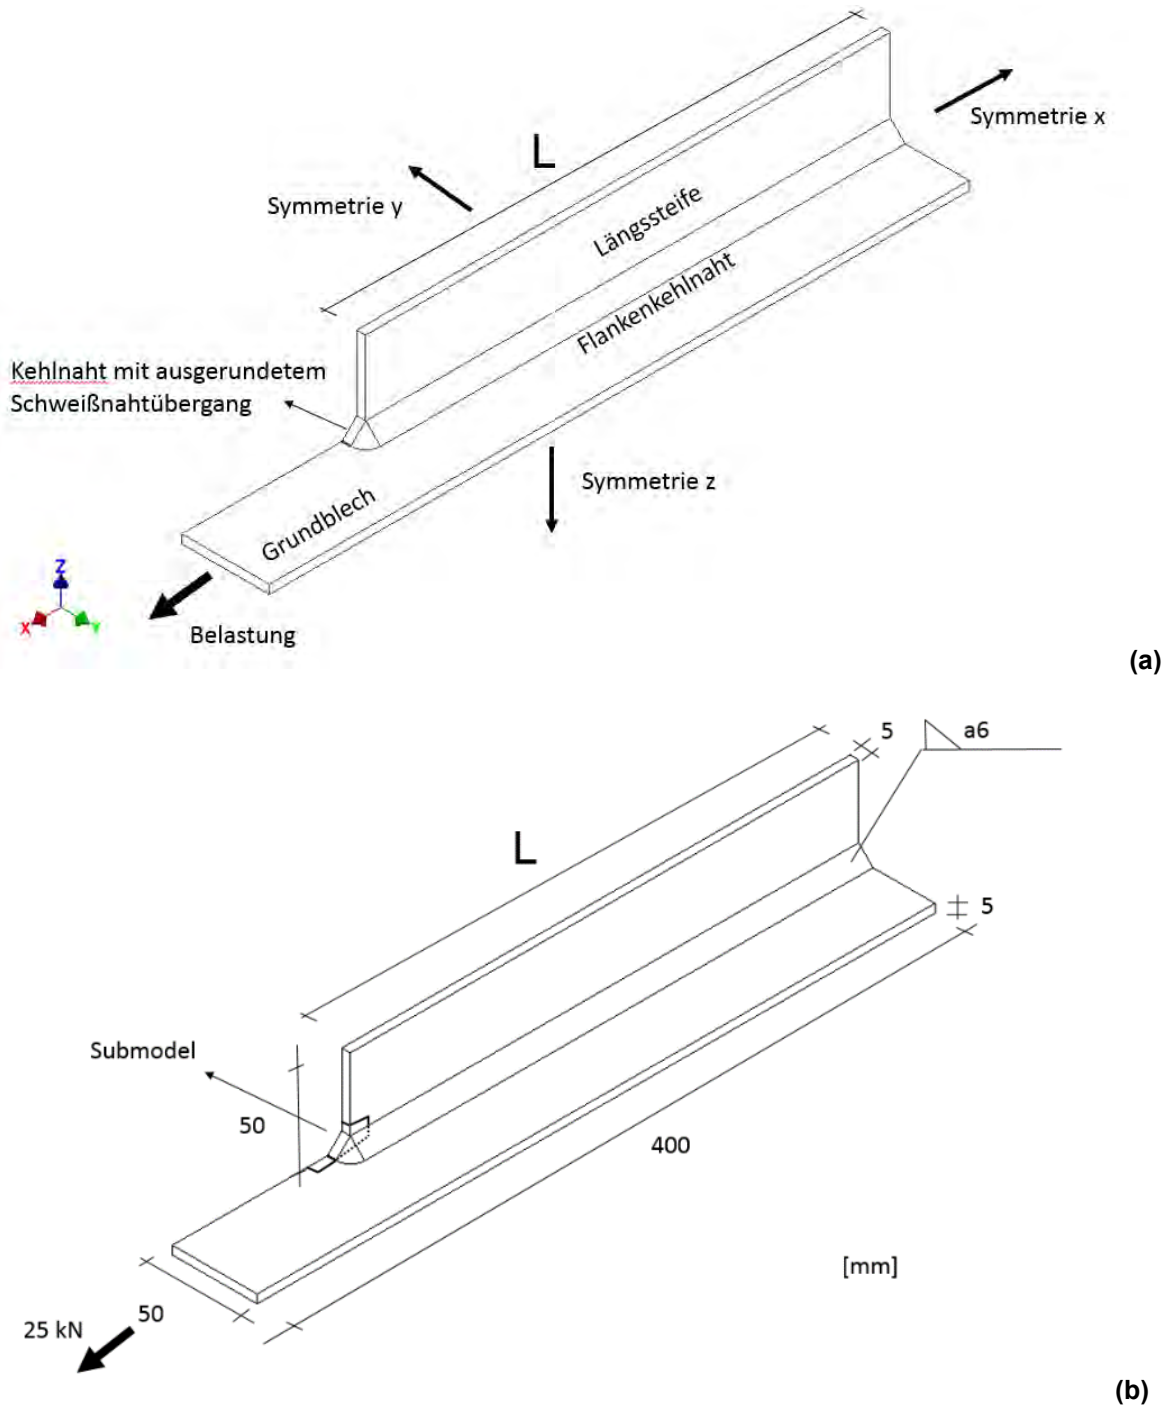 L
Symmetrie x
Symmetrie y
Längssteife
Flankenkehlnaht
Kehlnaht mit ausgerundetem
Schweißnahtübergang
Symmetrie z
Grundblech
Z
X
Y
Belastung
(a)
5
a6
L
5
Submodel
50
400
[mm]
50
25 kN
(b)